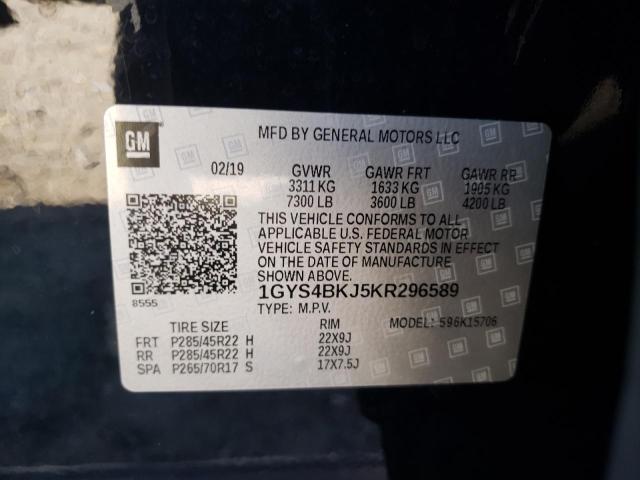 GM
MFD BY GENERAL MOTORS LLC
02/19 GVWR GAWR FRT GAWR RR
3311 KG 1633 KG 1905 KG
7300 LB 3600 LB 4200 LB
THIS VEHICLE CONFORMS TO ALL
APPLICABLE U.S. FEDERAL MOTOR
VEHICLE SAFETY STANDARDS IN EFFECT
ON THE DATE OF MANUFACTURE
SHOWN ABOVE.
8555
1GYS4BKJ5KR296589
TYPE: M.P.V. MODEL: 596K15706
TIRE SIZE RIM
FRT P285/45R22 H 22X9J
RR P285/45R22 H 22X9J
SPA P265/70R17 S 17X7.5J